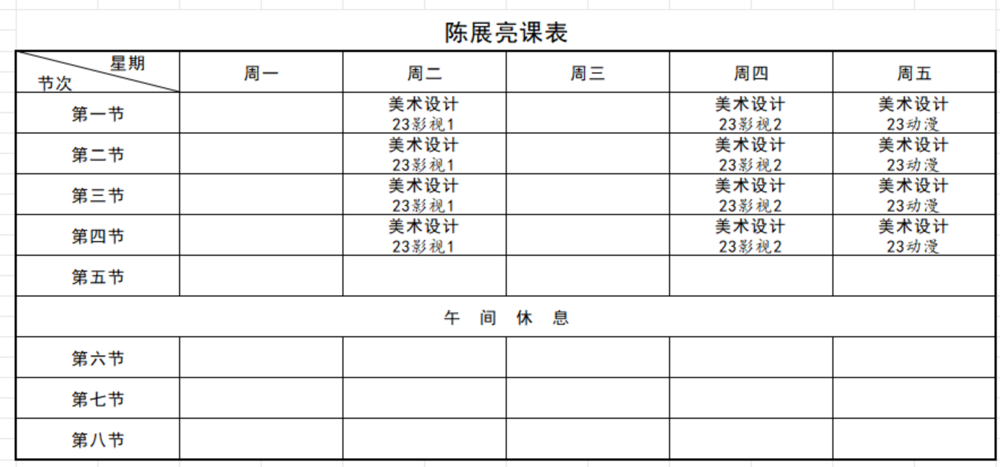 陈展亮课表
星期
节次
周一 周二 周三 周四 周五
第一节
美术设计 美术设计 美术设计
23影视1 23影视2 23动漫
第二节
美术设计 美术设计 美术设计
23影视1 23影视2 23动漫
第三节
美术设计 美术设计 美术设计
23影视1 23影视2 23动漫
第四节
美术设计 美术设计 美术设计
23影视1 23影视2 23动漫
第五节
午 间 休 息
第六节
第七节
第八节